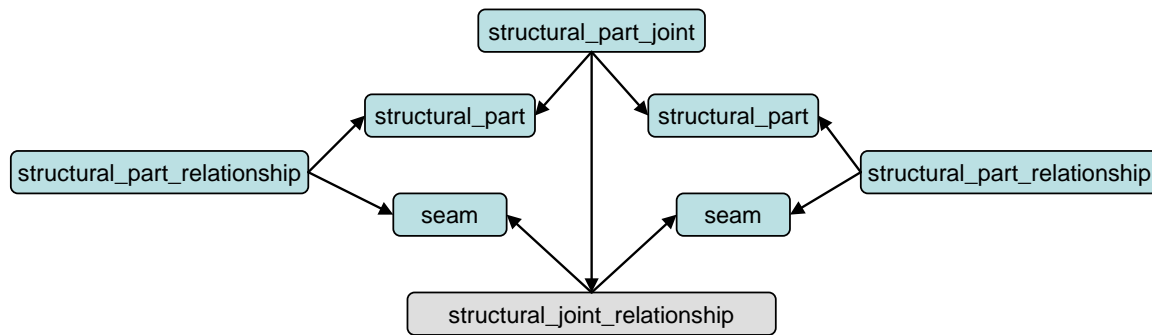 structural_part_joint
structural_part
structural_part
structural_part_relationship
structural_part_relationship
seam
seam
structural_joint_relationship